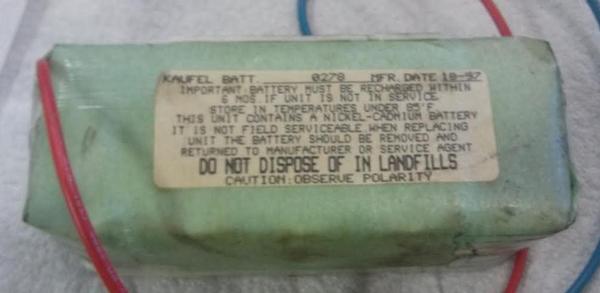 KAUFEL BATT. 0278 MFR. DATE 18-97
IMPORTANT BATTERY MUST BE RECHARGED WITHIN
6 MOS.IF UNIT IS NOT IN SERVICE
STORE IN TEMPERATURES UNDER 85°F
THIS UNIT CONTAINS A NICKEL-CADMIUM BATTERY
IT IS NOT FIELD SERVICEABLE.WHEN REPLACING
UNIT THE BATTERY SHOULD BE REMOVED AND
RETURNED TO MANUFACTURER OR SERVICE AGENT
DO NOT DISPOSE OF IN LANDFILLS
CAUTION:OBSERVE POLARITY